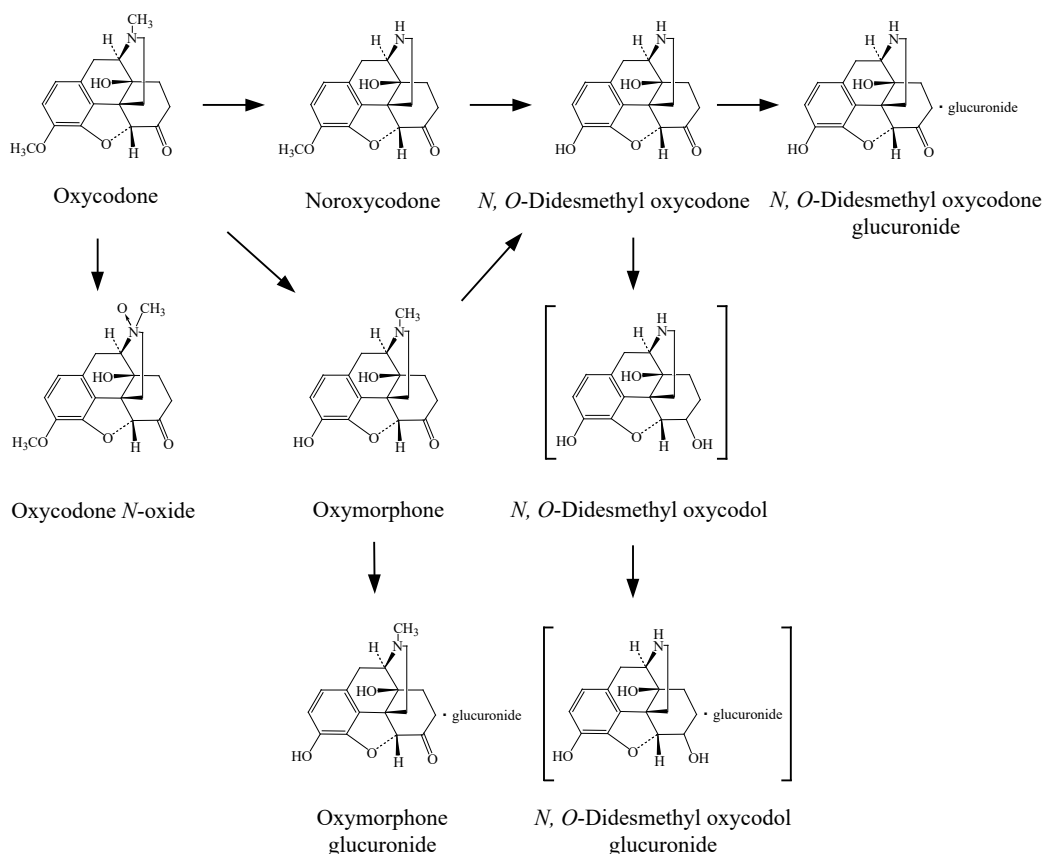 CH₃
H
N
HO
O
H
O
H₃CO
Oxycodone
H
H
N
HO
O
H
O
H₃CO
Noroxycodone
H
H
N
HO
O
H
O
HO
N, O-Didesmethyl oxycodone
H
H
N
HO
· glucuronide
O
H
O
HO
N, O-Didesmethyl oxycodone
glucuronide
O
CH₃
H
N
HO
O
H
O
H₃CO
Oxycodone N-oxide
CH₃
H
N
HO
HO
O
H
O
Oxymorphone
H
H
N
HO
HO
O
H
OH
N, O-Didesmethyl oxycodol
CH₃
H
N
HO
· glucuronide
HO
O
H
O
Oxymorphone
glucuronide
H
H
N
HO
· glucuronide
HO
O
H
OH
N, O-Didesmethyl oxycodol
glucuronide